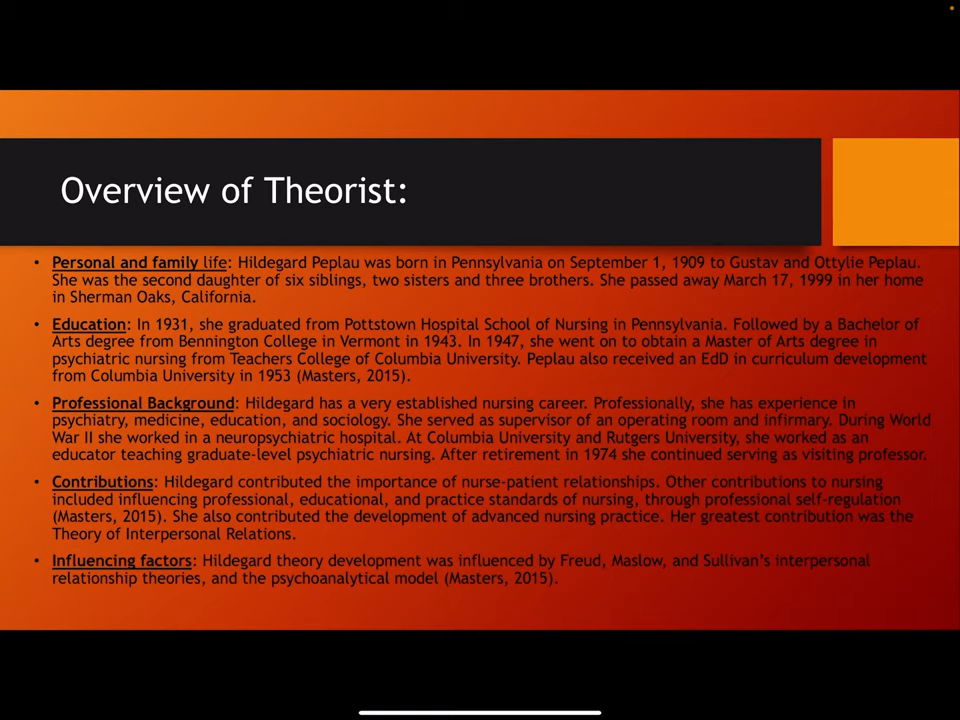 Overview of Theorist:
• Personal and family life: Hildegard Peplau was born in Pennsylvania on September 1, 1909 to Gustav and Ottylie Peplau.
She was the second daughter of six siblings, two sisters and three brothers. She passed away March 17, 1999 in her home
in Sherman Oaks, California.
• Education: In 1931, she graduated from Pottstown Hospital School of Nursing in Pennsylvania. Followed by a Bachelor of
Arts degree from Bennington College in Vermont in 1943. In 1947, she went on to obtain a Master of Arts degree in
psychiatric nursing from Teachers College of Columbia University. Peplau also received an EdD in curriculum development
from Columbia University in 1953 (Masters, 2015).
• Professional Background: Hildegard has a very established nursing career. Professionally, she has experience in
psychiatry, medicine, education, and sociology. She served as supervisor of an operating room and infirmary. During World
War II she worked in a neuropsychiatric hospital. At Columbia University and Rutgers University, she worked as an
educator teaching graduate-level psychiatric nursing. After retirement in 1974 she continued serving as visiting professor.
• Contributions: Hildegard contributed the importance of nurse-patient relationships. Other contributions to nursing
included influencing professional, educational, and practice standards of nursing, through professional self-regulation
(Masters, 2015). She also contributed the development of advanced nursing practice. Her greatest contribution was the
Theory of Interpersonal Relations.
• Influencing factors: Hildegard theory development was influenced by Freud, Maslow, and Sullivan's interpersonal
relationship theories, and the psychoanalytical model (Masters, 2015).